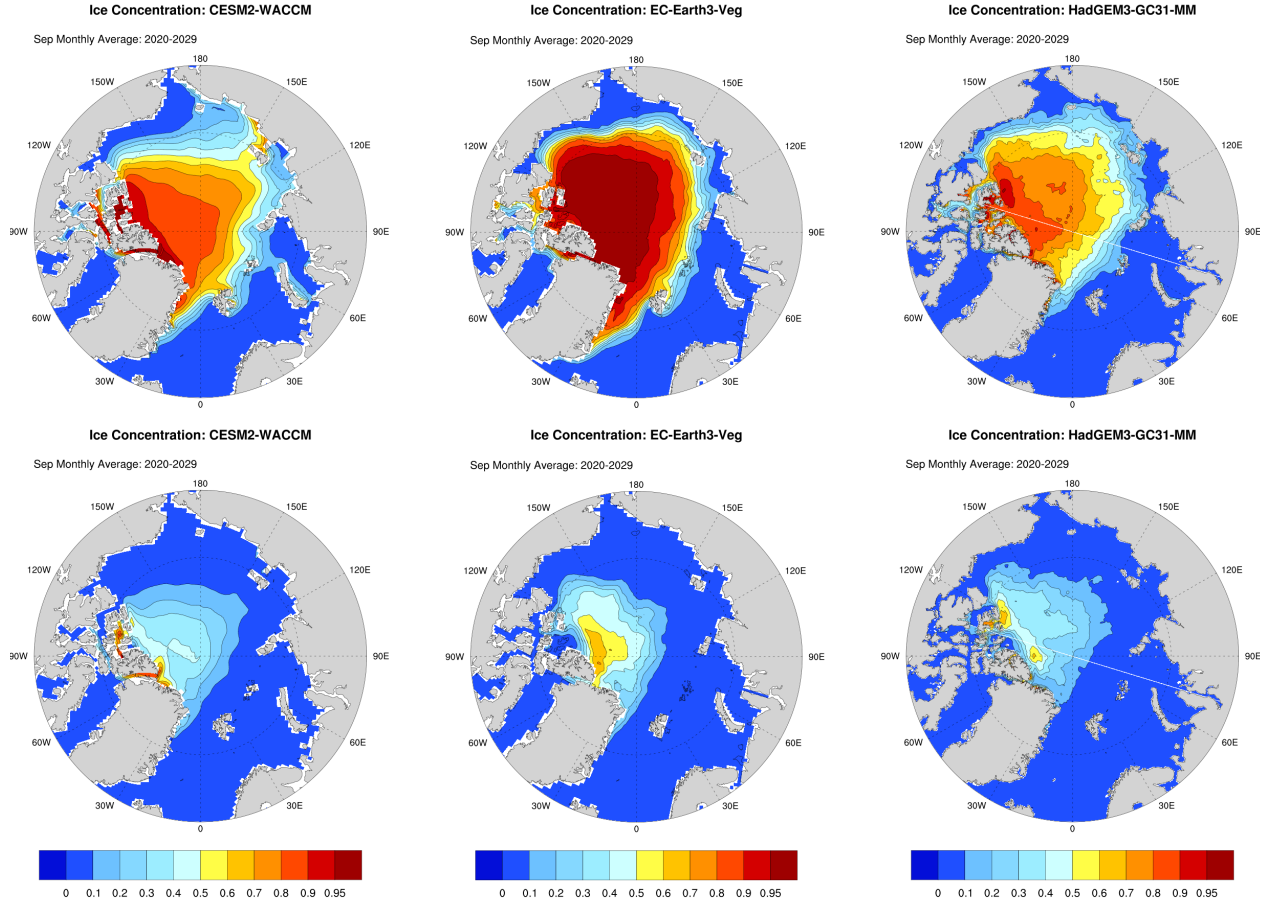 Ice Concentration: CESM2-WACCM
Sep Monthly Average: 2020-2029
180
150W
150E
120W
120E
90W
90E
60W
60E
30W
30E
0
Ice Concentration: EC-Earth3-Veg
Sep Monthly Average: 2020-2029
180
150W
150E
120W
120E
90W
90E
60W
60E
30W
30E
0
Ice Concentration: HadGEM3-GC31-MM
Sep Monthly Average: 2020-2029
180
150W
150E
120W
120E
90W
90E
60W
60E
30W
30E
0
Ice Concentration: CESM2-WACCM
Sep Monthly Average: 2020-2029
180
150W
150E
120W
120E
90W
90E
60W
60E
30W
30E
0
0 0.1 0.2 0.3 0.4 0.5 0.6 0.7 0.8 0.9 0.95
Ice Concentration: EC-Earth3-Veg
Sep Monthly Average: 2020-2029
180
150W
150E
120W
120E
90W
90E
60W
60E
30W
30E
0
0 0.1 0.2 0.3 0.4 0.5 0.6 0.7 0.8 0.9 0.95
Ice Concentration: HadGEM3-GC31-MM
Sep Monthly Average: 2020-2029
180
150W
150E
120W
120E
90W
90E
60W
60E
30W
30E
0
0 0.1 0.2 0.3 0.4 0.5 0.6 0.7 0.8 0.9 0.95